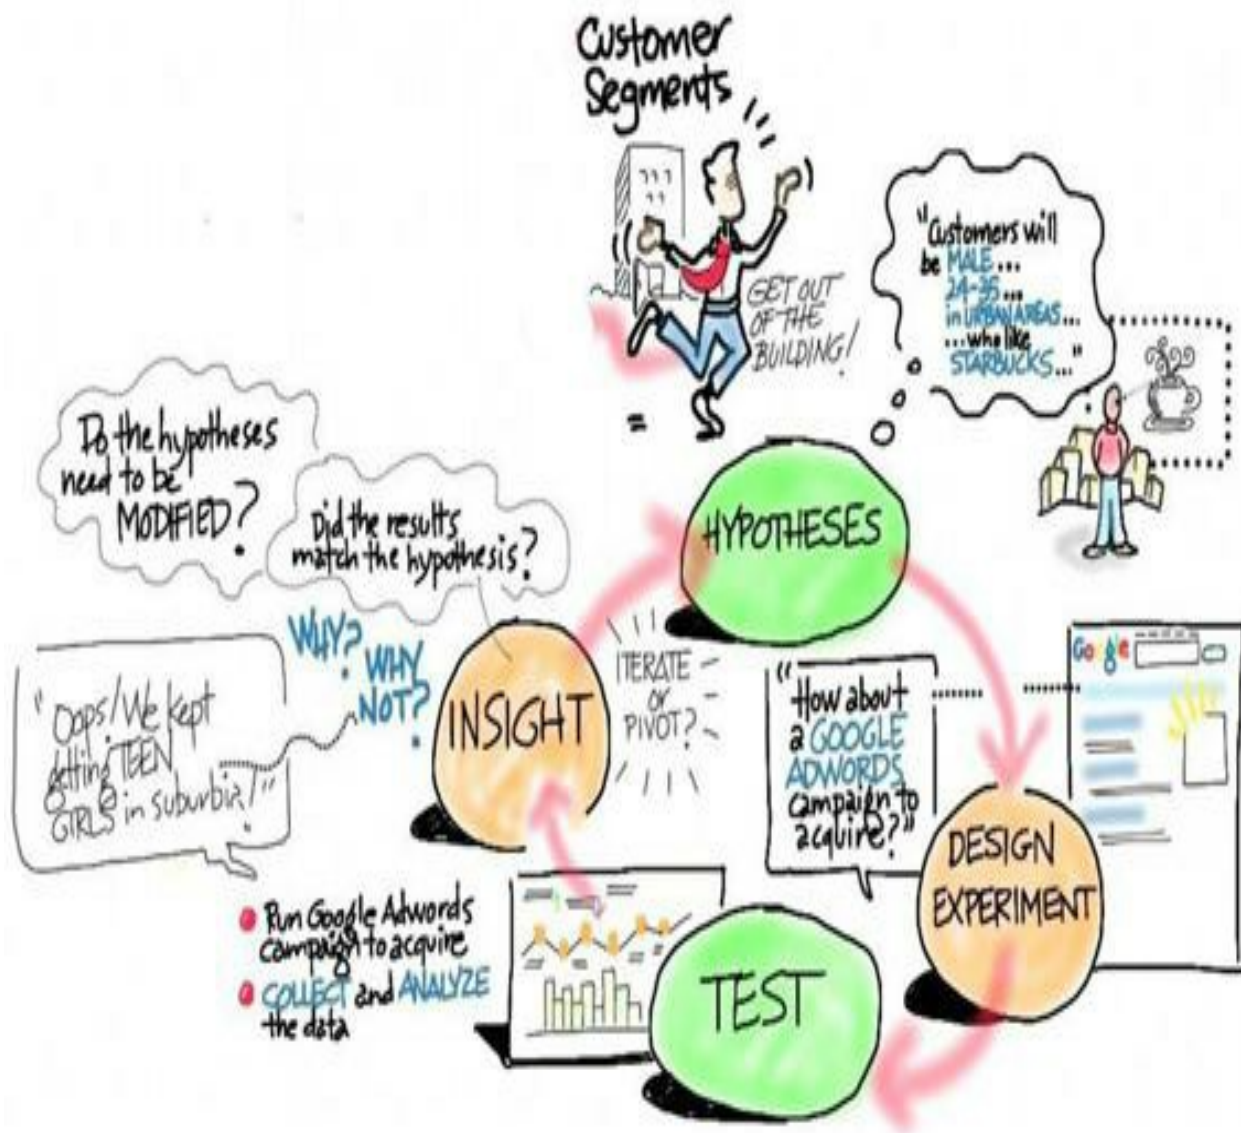 Customer
Segments
GET OUT
OF THE
BUILDING!
"Customers will
be MALE...
24-35...
in URBAN AREAS...
...who like
STARBUCKS..."
=
HYPOTHESES
Do the hypotheses
need to be
MODIFIED?
Did the results
match the hypothesis?
WHY?
WHY
NOT?
INSIGHT
ITERATE
or
PIVOT?
"Oops! We kept
getting TEEN
GIRLS in suburbia!"
"How about
a GOOGLE
ADWORDS
campaign to
acquire?"
Google
DESIGN
EXPERIMENT
Run Google Adwords
campaign to acquire
COLLECT and ANALYZE
the data
TEST